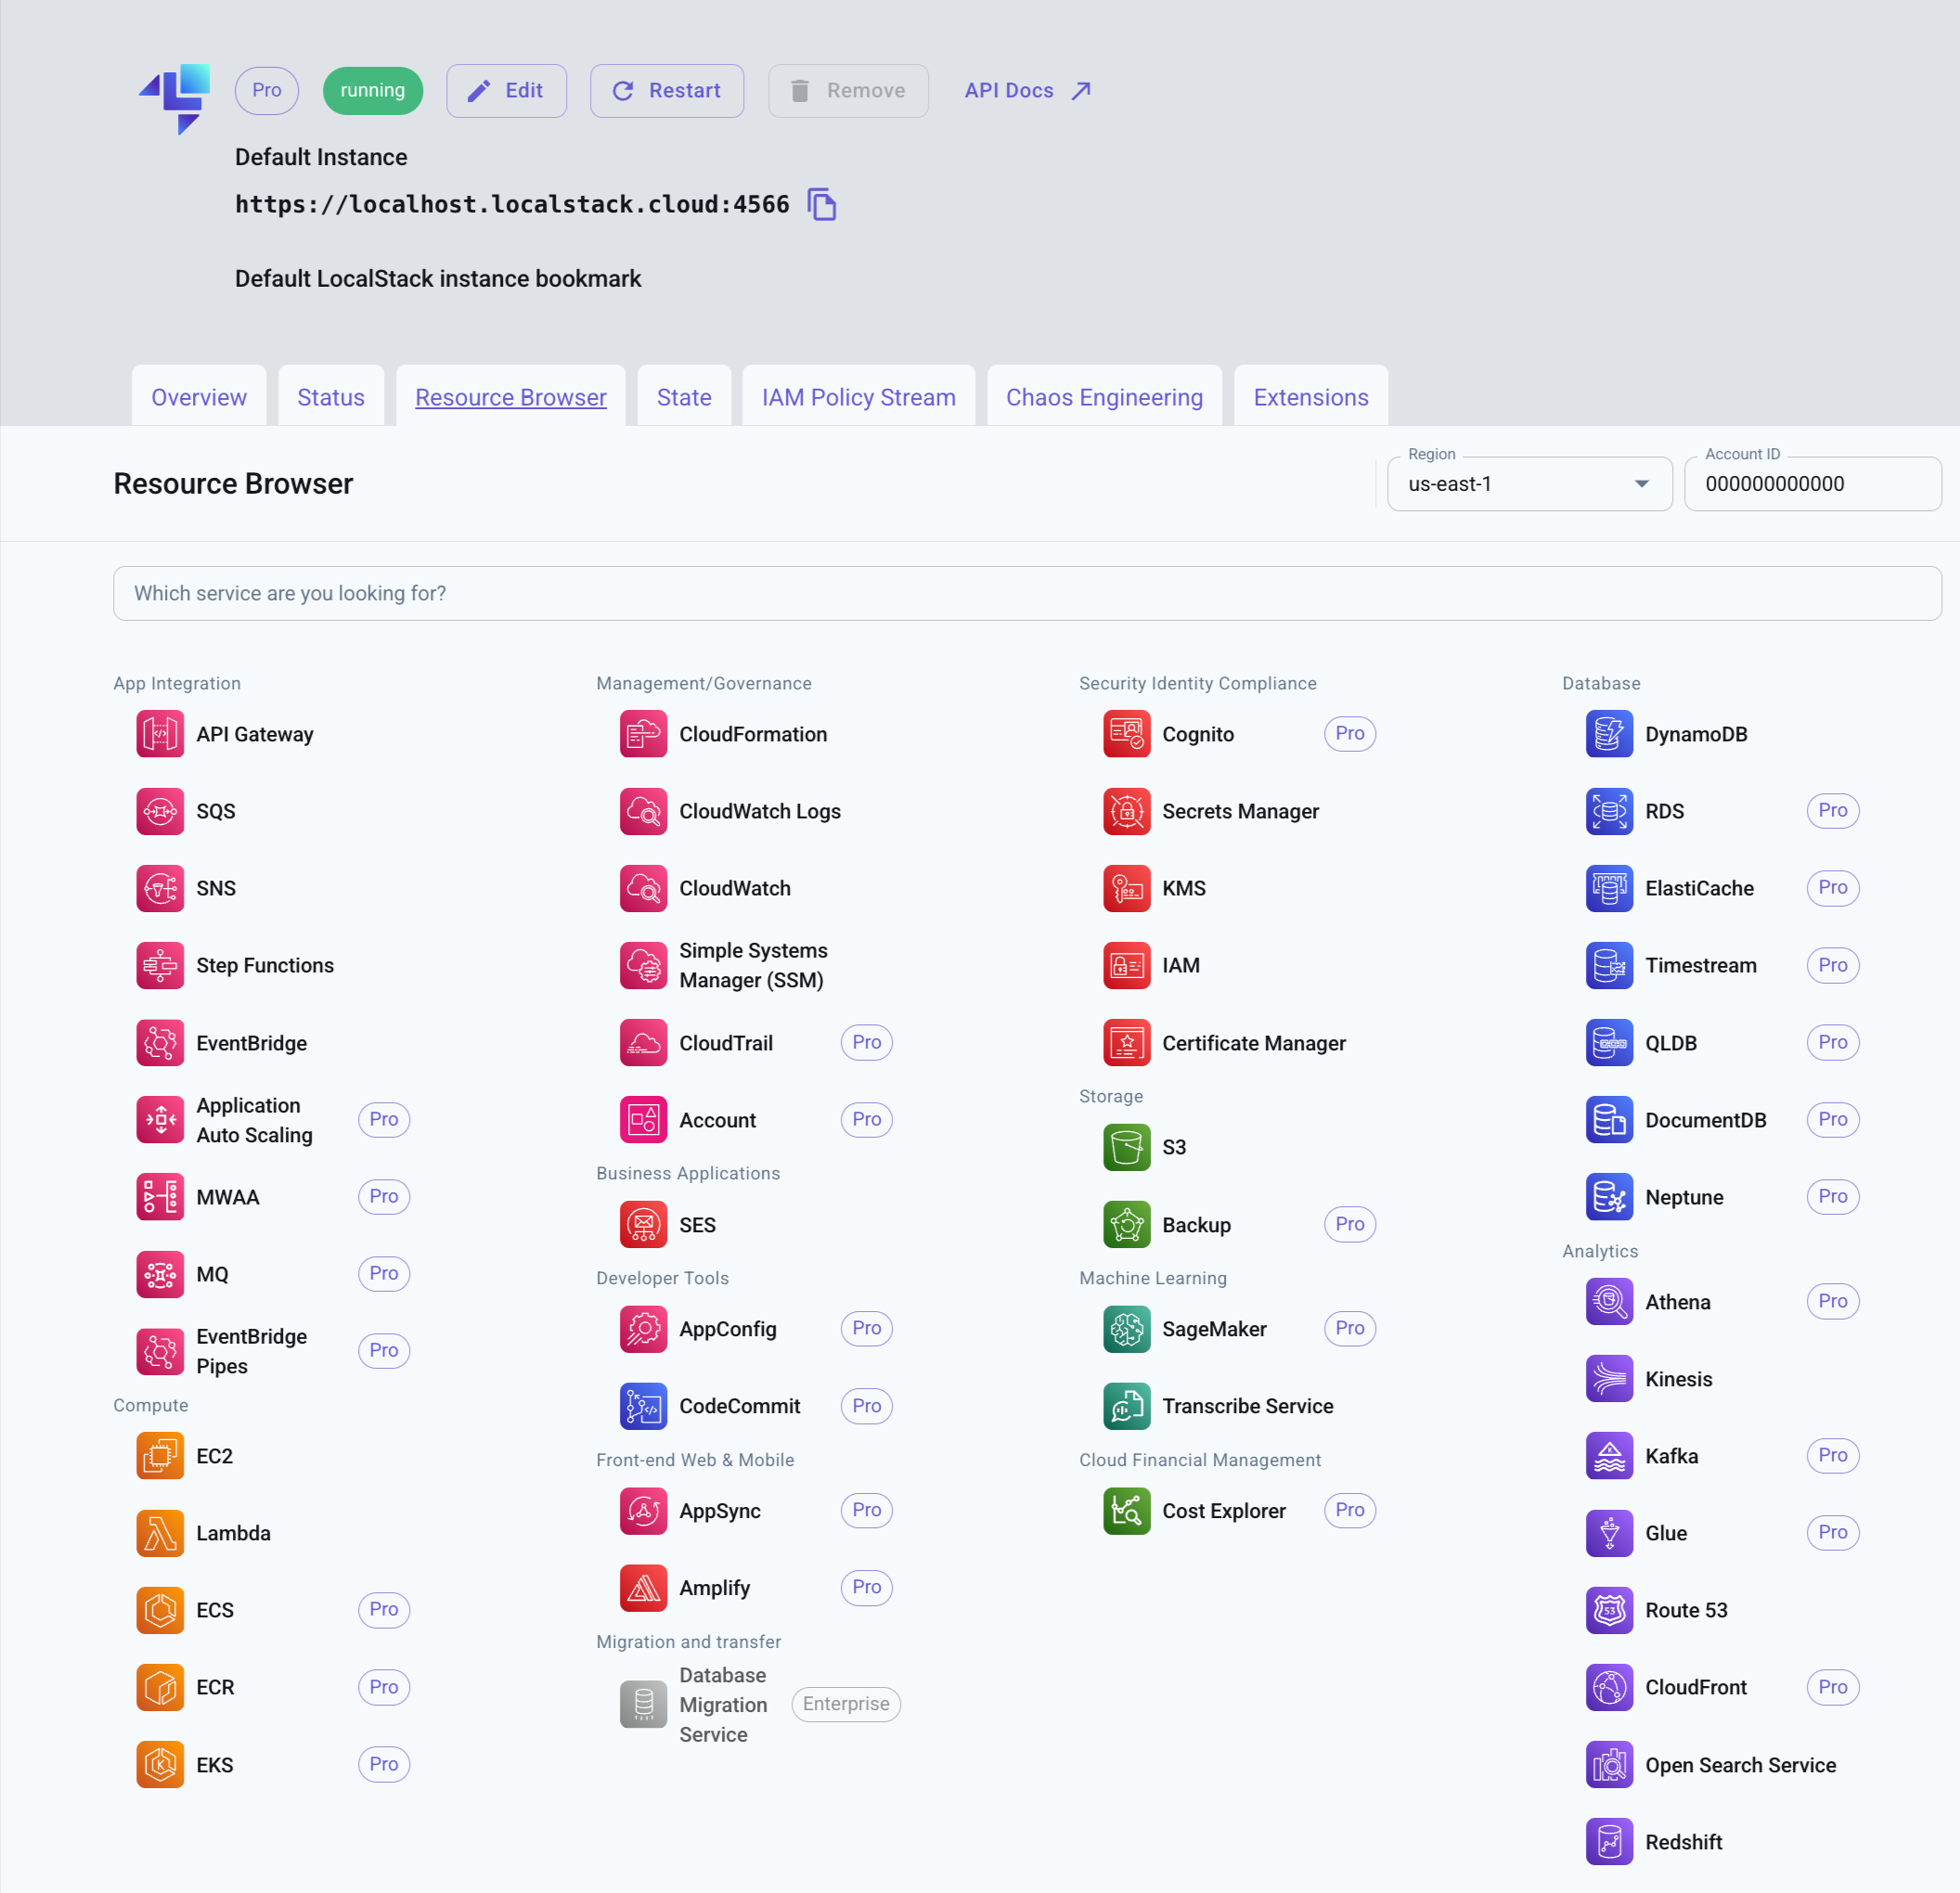 Pro
running
Edit
Restart
Remove
API Docs
Default Instance
https://localhost.localstack.cloud:4566
Default LocalStack instance bookmark
Overview
Status
Resource Browser
State
IAM Policy Stream
Chaos Engineering
Extensions
Resource Browser
Region
us-east-1
Account ID
000000000000
Which service are you looking for?
App Integration
API Gateway
SQS
SNS
Step Functions
EventBridge
Application
Auto Scaling
Pro
MWAA
Pro
MQ
Pro
EventBridge
Pipes
Pro
Compute
EC2
Lambda
ECS
Pro
ECR
Pro
EKS
Pro
Management/Governance
CloudFormation
CloudWatch Logs
CloudWatch
Simple Systems
Manager (SSM)
CloudTrail
Pro
Account
Pro
Business Applications
SES
Developer Tools
AppConfig
Pro
CodeCommit
Pro
Front-end Web & Mobile
AppSync
Pro
Amplify
Pro
Migration and transfer
Database
Migration
Service
Enterprise
Security Identity Compliance
Cognito
Pro
Secrets Manager
KMS
IAM
Certificate Manager
Storage
S3
Backup
Pro
Machine Learning
SageMaker
Pro
Transcribe Service
Cloud Financial Management
Cost Explorer
Pro
Database
DynamoDB
RDS
Pro
ElastiCache
Pro
Timestream
Pro
QLDB
Pro
DocumentDB
Pro
Neptune
Pro
Analytics
Athena
Pro
Kinesis
Kafka
Pro
Glue
Pro
53
Route 53
CloudFront
Pro
Open Search Service
Redshift